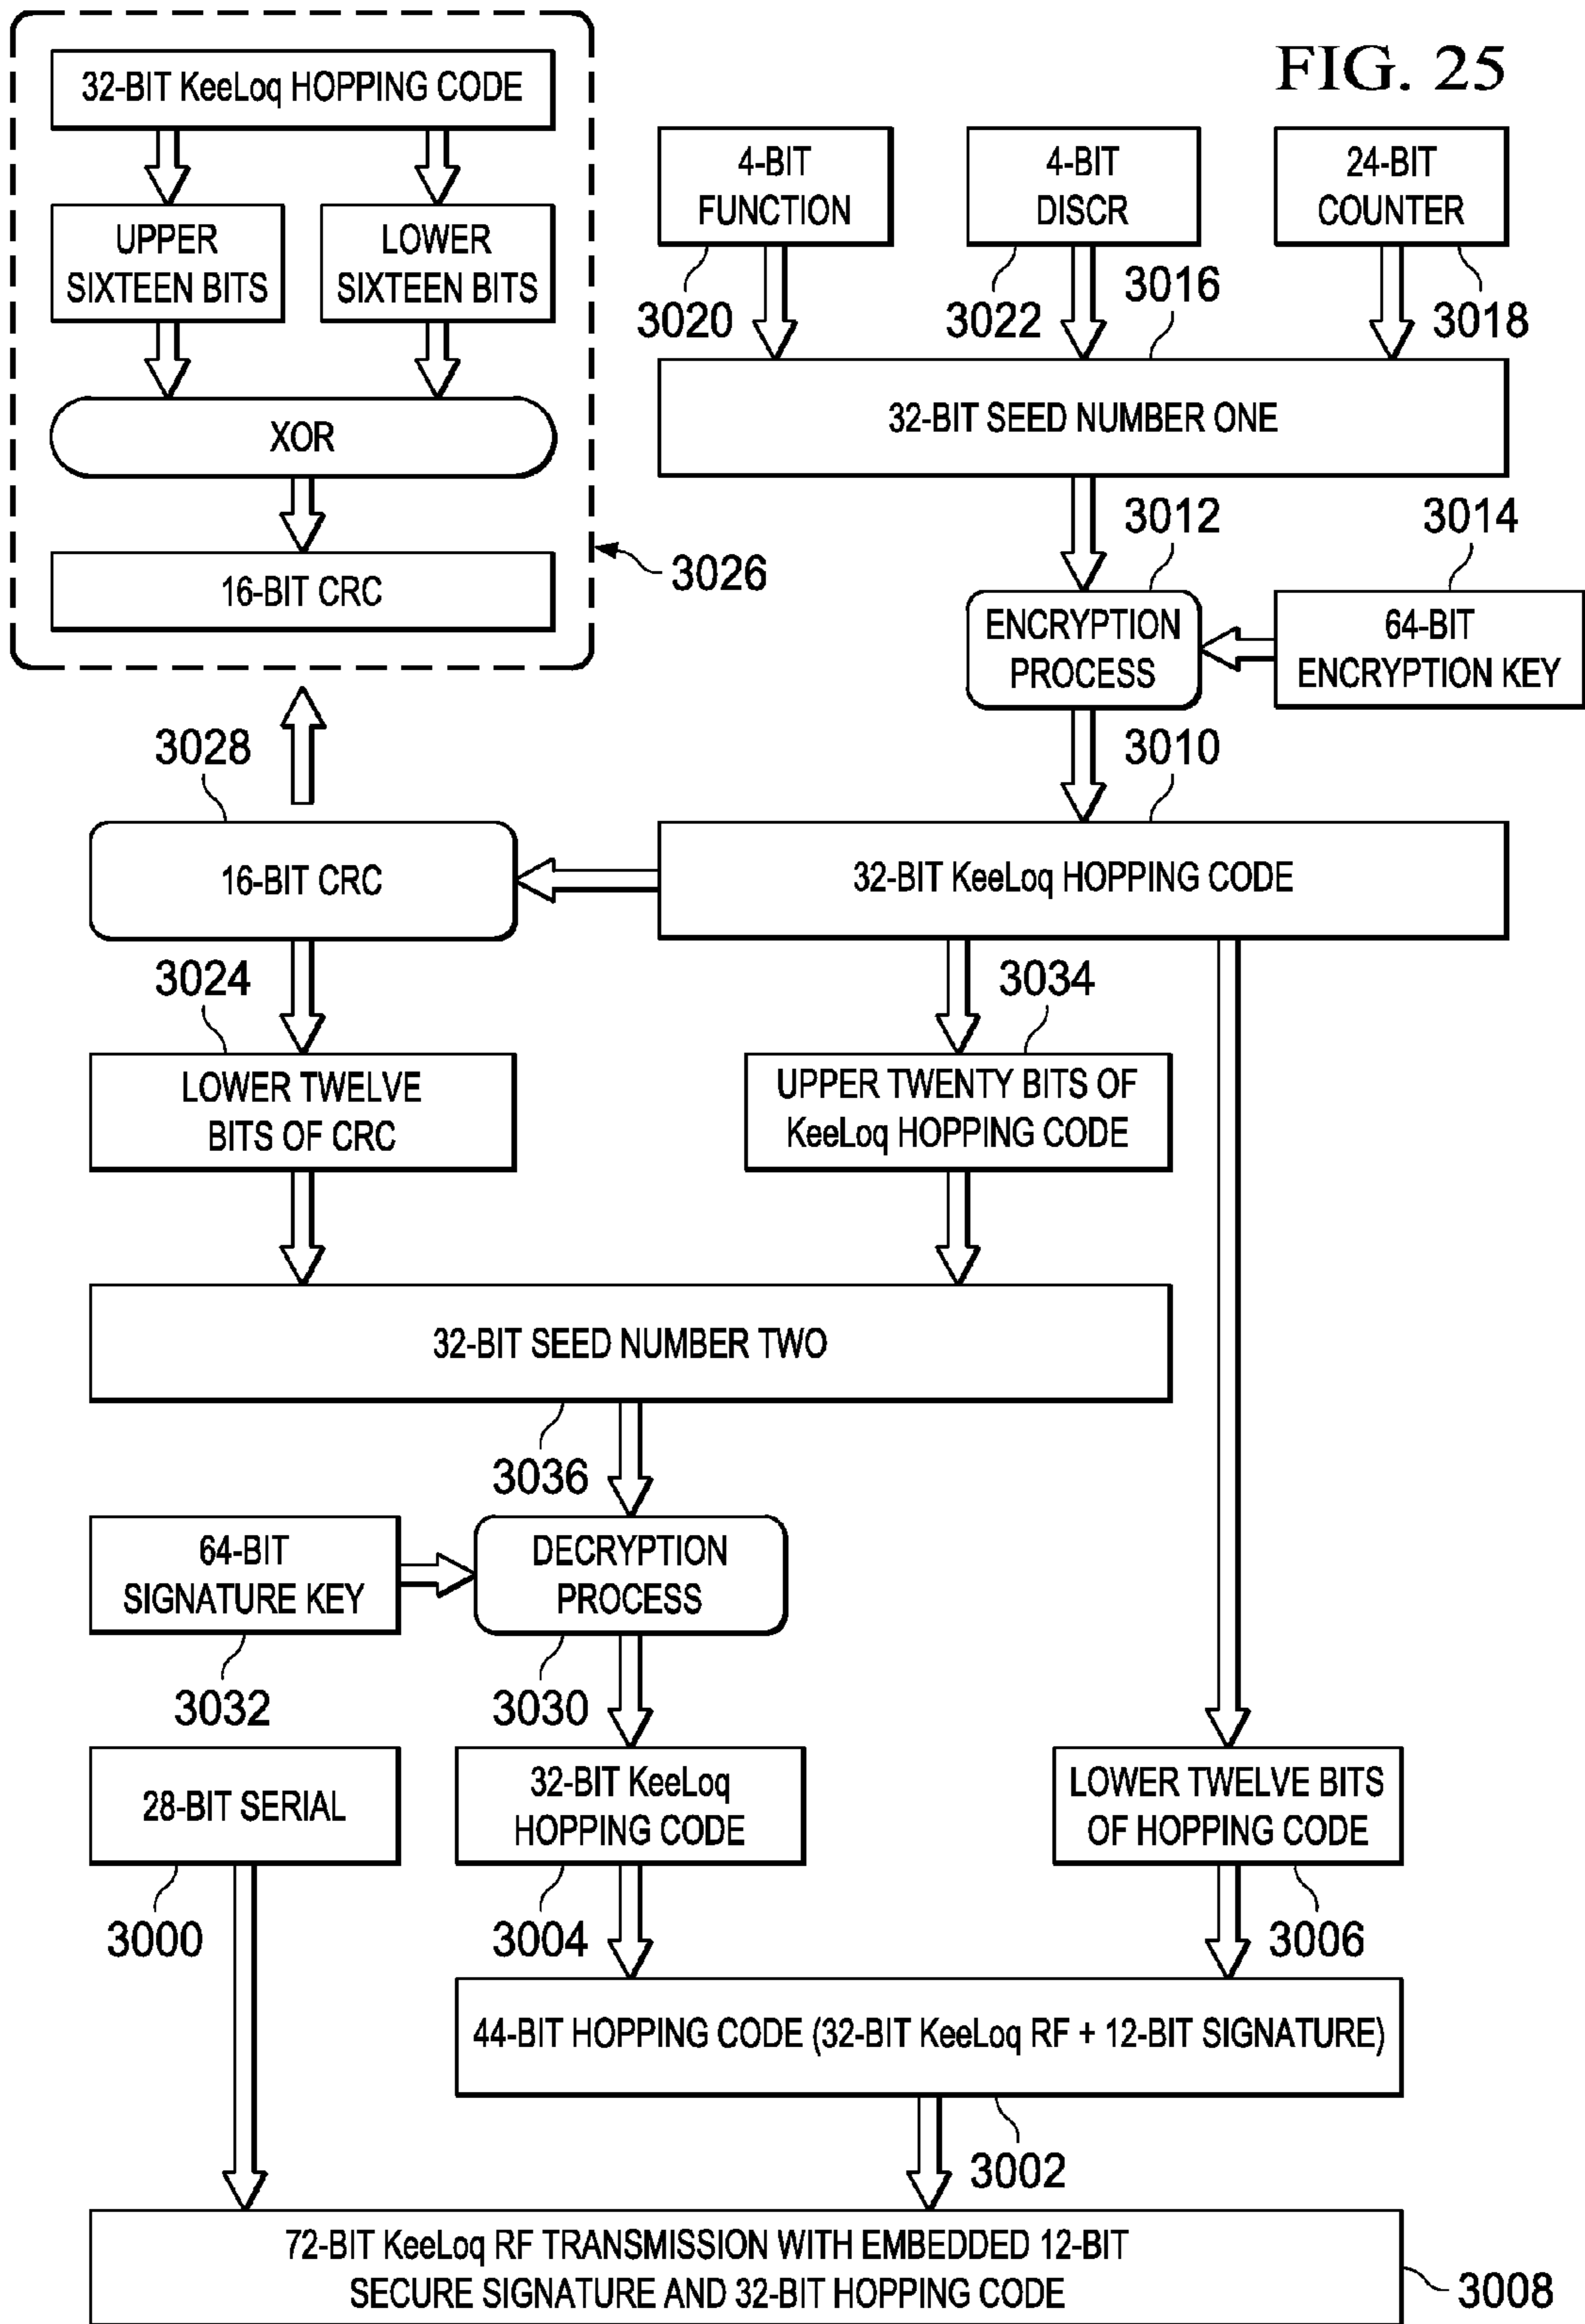 FIG. 25
32-BIT KeeLoq HOPPING CODE
UPPER
SIXTEEN BITS
LOWER
SIXTEEN BITS
XOR
16-BIT CRC
3026
4-BIT
FUNCTION
4-BIT
DISCR
24-BIT
COUNTER
3020
3022
3016
3018
32-BIT SEED NUMBER ONE
3012
3014
ENCRYPTION
PROCESS
64-BIT
ENCRYPTION KEY
3028
3010
16-BIT CRC
32-BIT KeeLoq HOPPING CODE
3024
3034
LOWER TWELVE
BITS OF CRC
UPPER TWENTY BITS OF
KeeLoq HOPPING CODE
32-BIT SEED NUMBER TWO
3036
64-BIT
SIGNATURE KEY
DECRYPTION
PROCESS
3032
3030
28-BIT SERIAL
32-BIT KeeLoq
HOPPING CODE
LOWER TWELVE BITS
OF HOPPING CODE
3000
3004
3006
44-BIT HOPPING CODE (32-BIT KeeLoq RF + 12-BIT SIGNATURE)
3002
72-BIT KeeLoq RF TRANSMISSION WITH EMBEDDED 12-BIT
SECURE SIGNATURE AND 32-BIT HOPPING CODE
3008